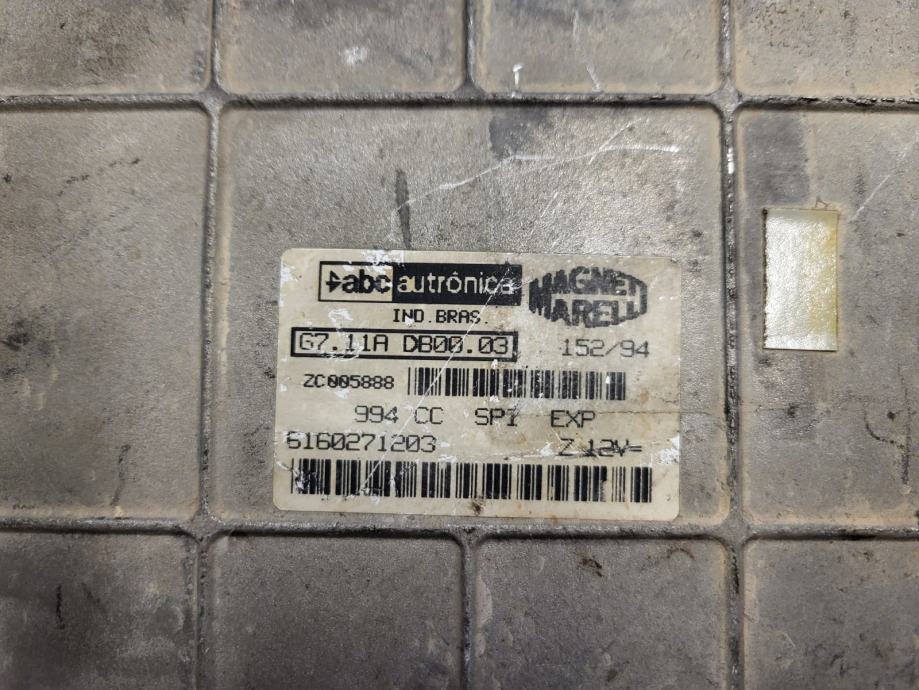 abc autrônica
MAGNETI MARELLI
IND.BRAS.
G7.11A DB00.03
152/94
ZC005888
994 CC SPI EXP
6160271203 Z 12V=